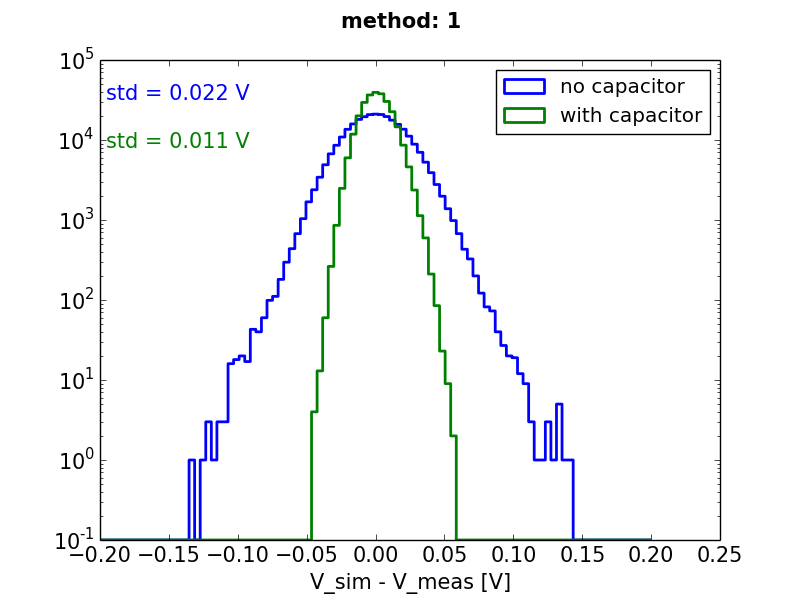 method: 1
10^5
std = 0.022 V
no capacitor
with capacitor
10^4
std = 0.011 V
10^3
10^2
10^1
10^0
10^-1
−0.20 −0.15 −0.10 −0.05 0.00 0.05 0.10 0.15 0.20 0.25
V_sim - V_meas [V]